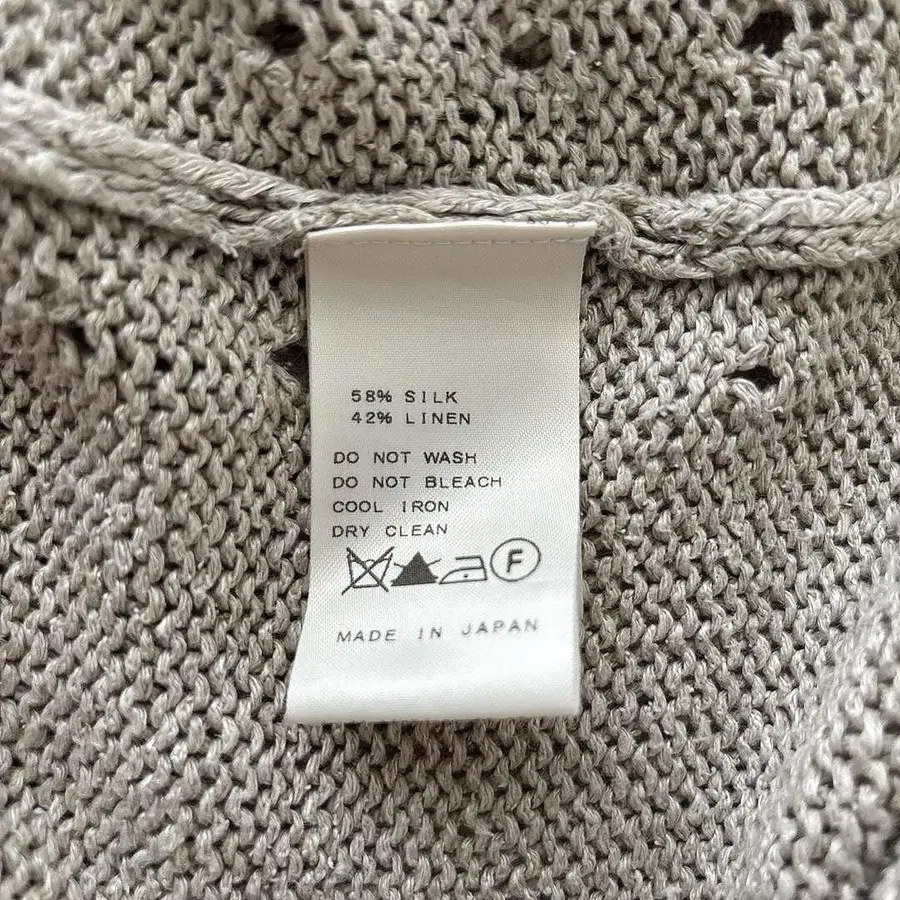 58% SILK
42% LINEN
DO NOT WASH
DO NOT BLEACH
COOL IRON
DRY CLEAN
F
MADE IN JAPAN